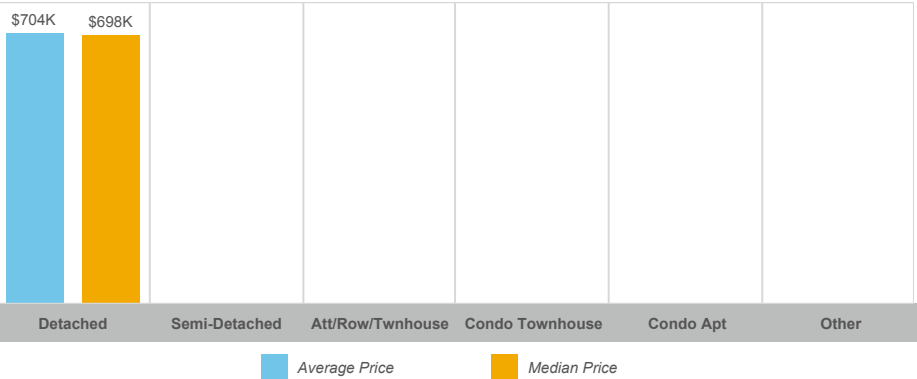 $704K $698K
Detached Semi-Detached Att/Row/Twnhouse Condo Townhouse Condo Apt Other
Average Price Median Price